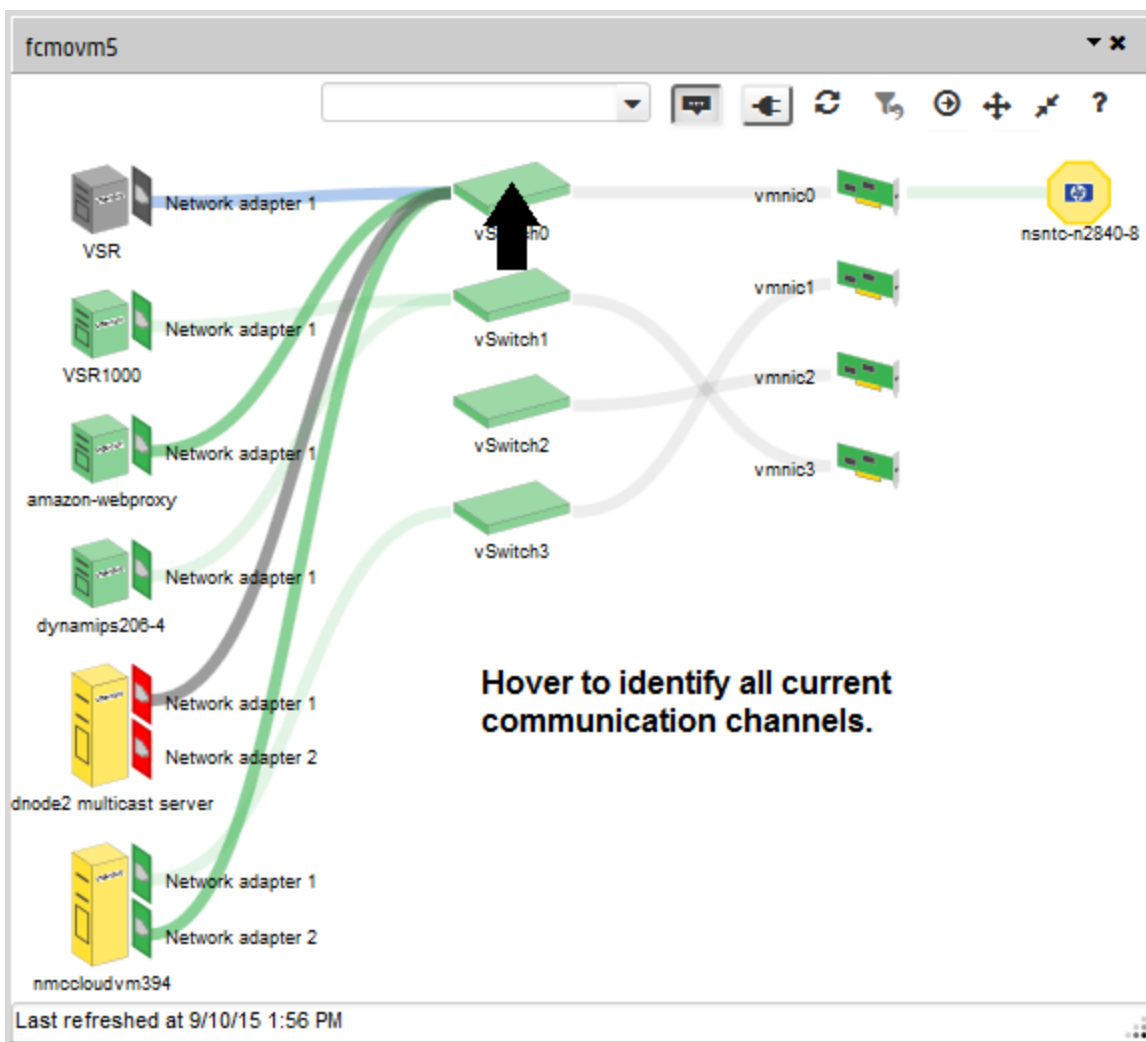 fcmovm5
?
Network adapter 1
VSR
vSwitch0
vmnic0
hp
nsntc-n2840-8
Network adapter 1
VSR1000
vSwitch1
vmnic1
Network adapter 1
amazon-webproxy
vSwitch2
vmnic2
Network adapter 1
dynamips206-4
vSwitch3
vmnic3
Network adapter 1
Network adapter 2
dnode2 multicast server
Hover to identify all current
communication channels.
Network adapter 1
Network adapter 2
nmccloudvm394
Last refreshed at 9/10/15 1:56 PM